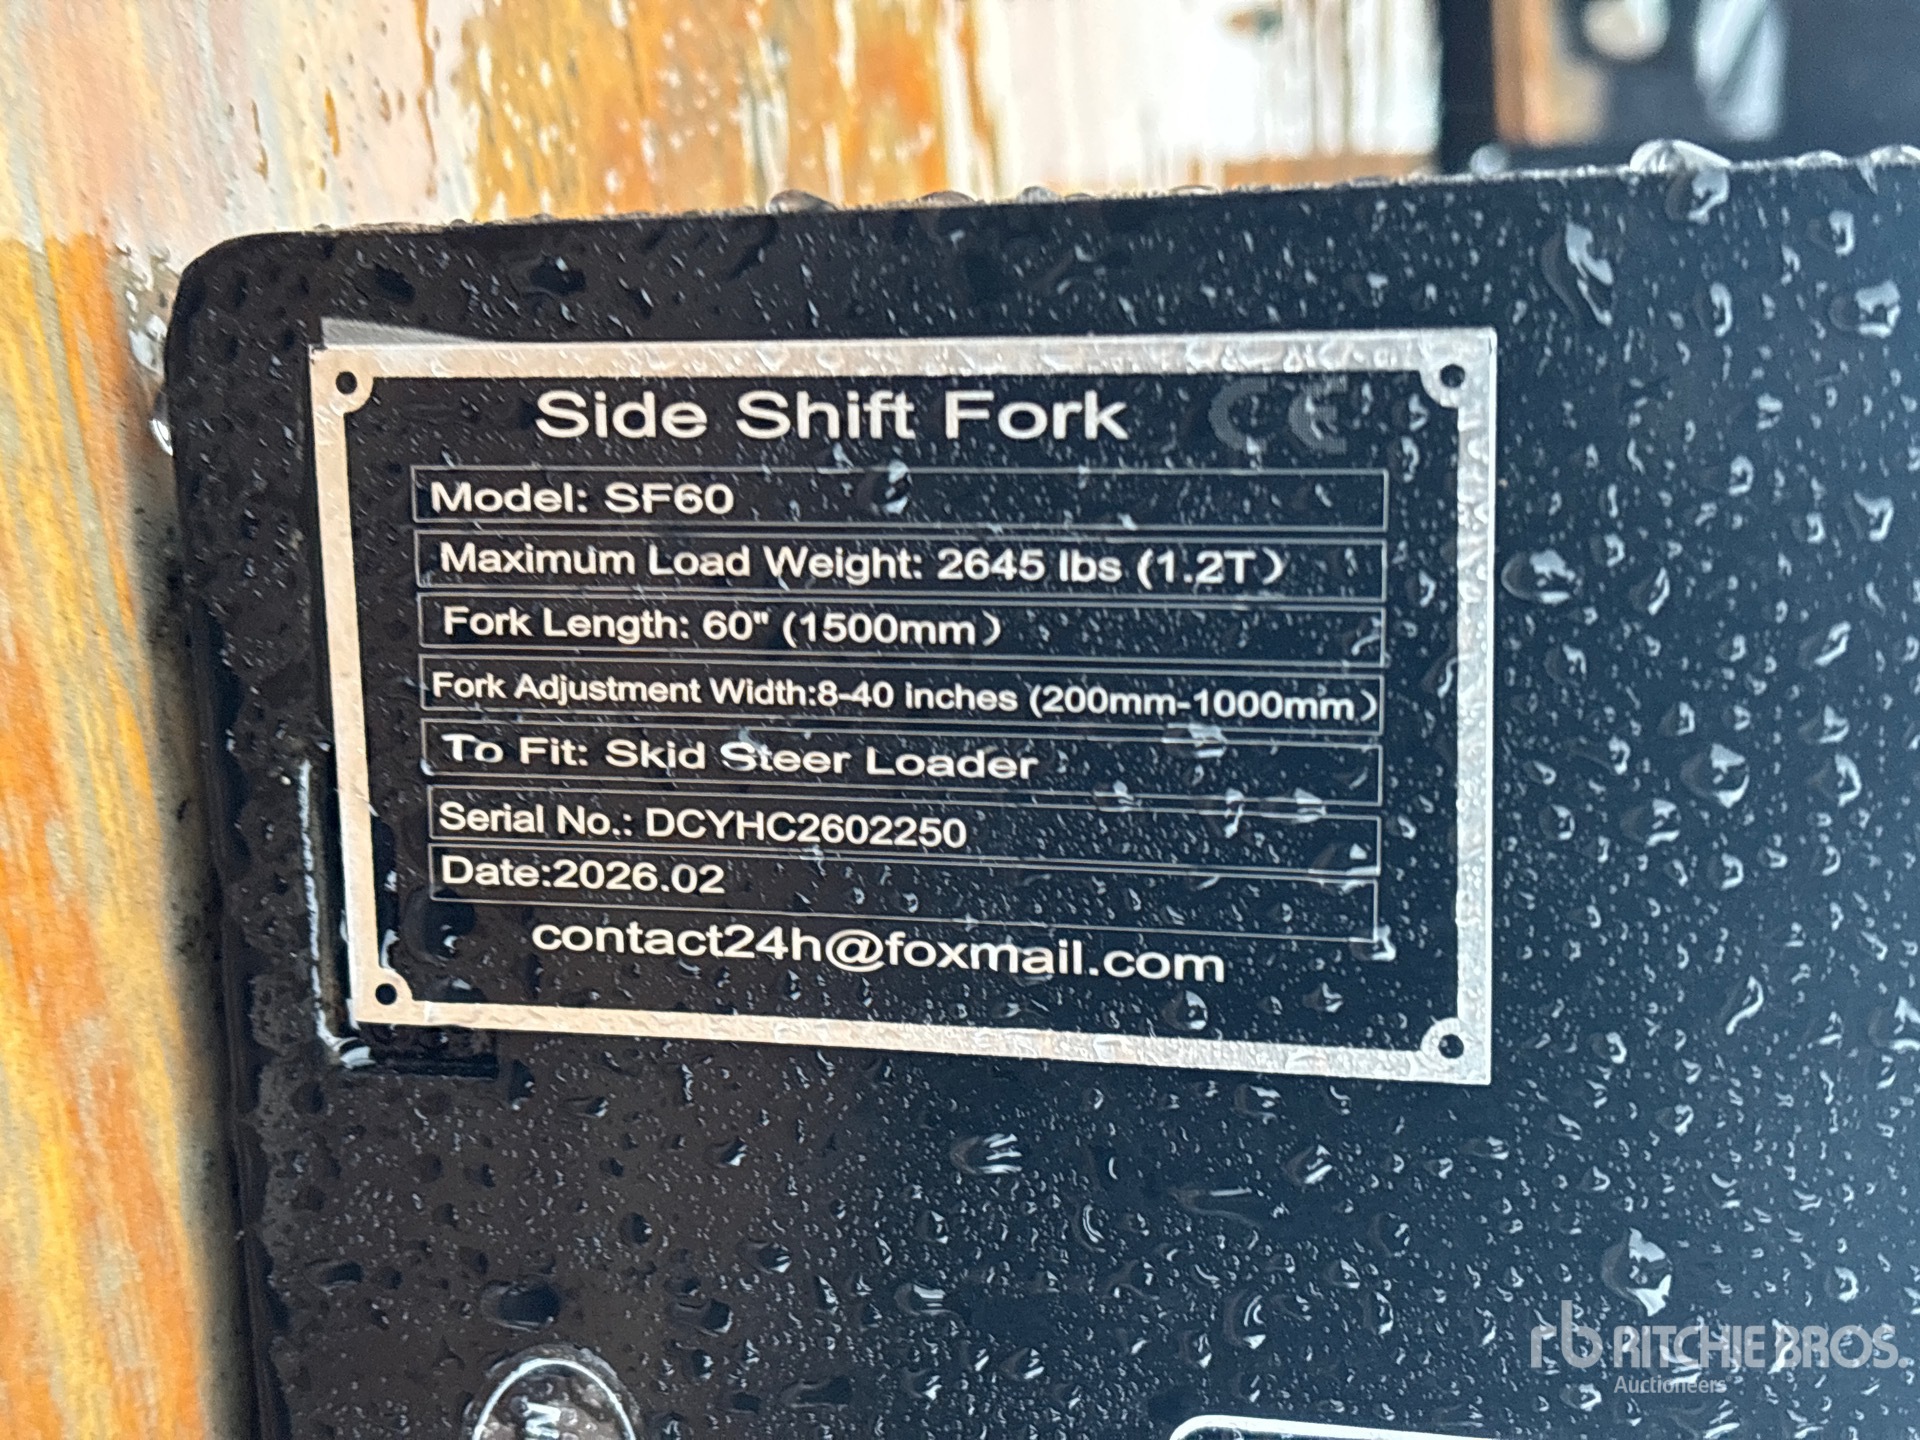 Side Shift Fork CE
Model: SF60
Maximum Load Weight: 2645 lbs (1.2T)
Fork Length: 60" (1500mm)
Fork Adjustment Width:8-40 inches (200mm-1000mm)
To Fit: Skid Steer Loader
Serial No.: DCYHC2602250
Date:2026.02
contact24h@foxmail.com
rb RITCHIE BROS.
Auctioneers